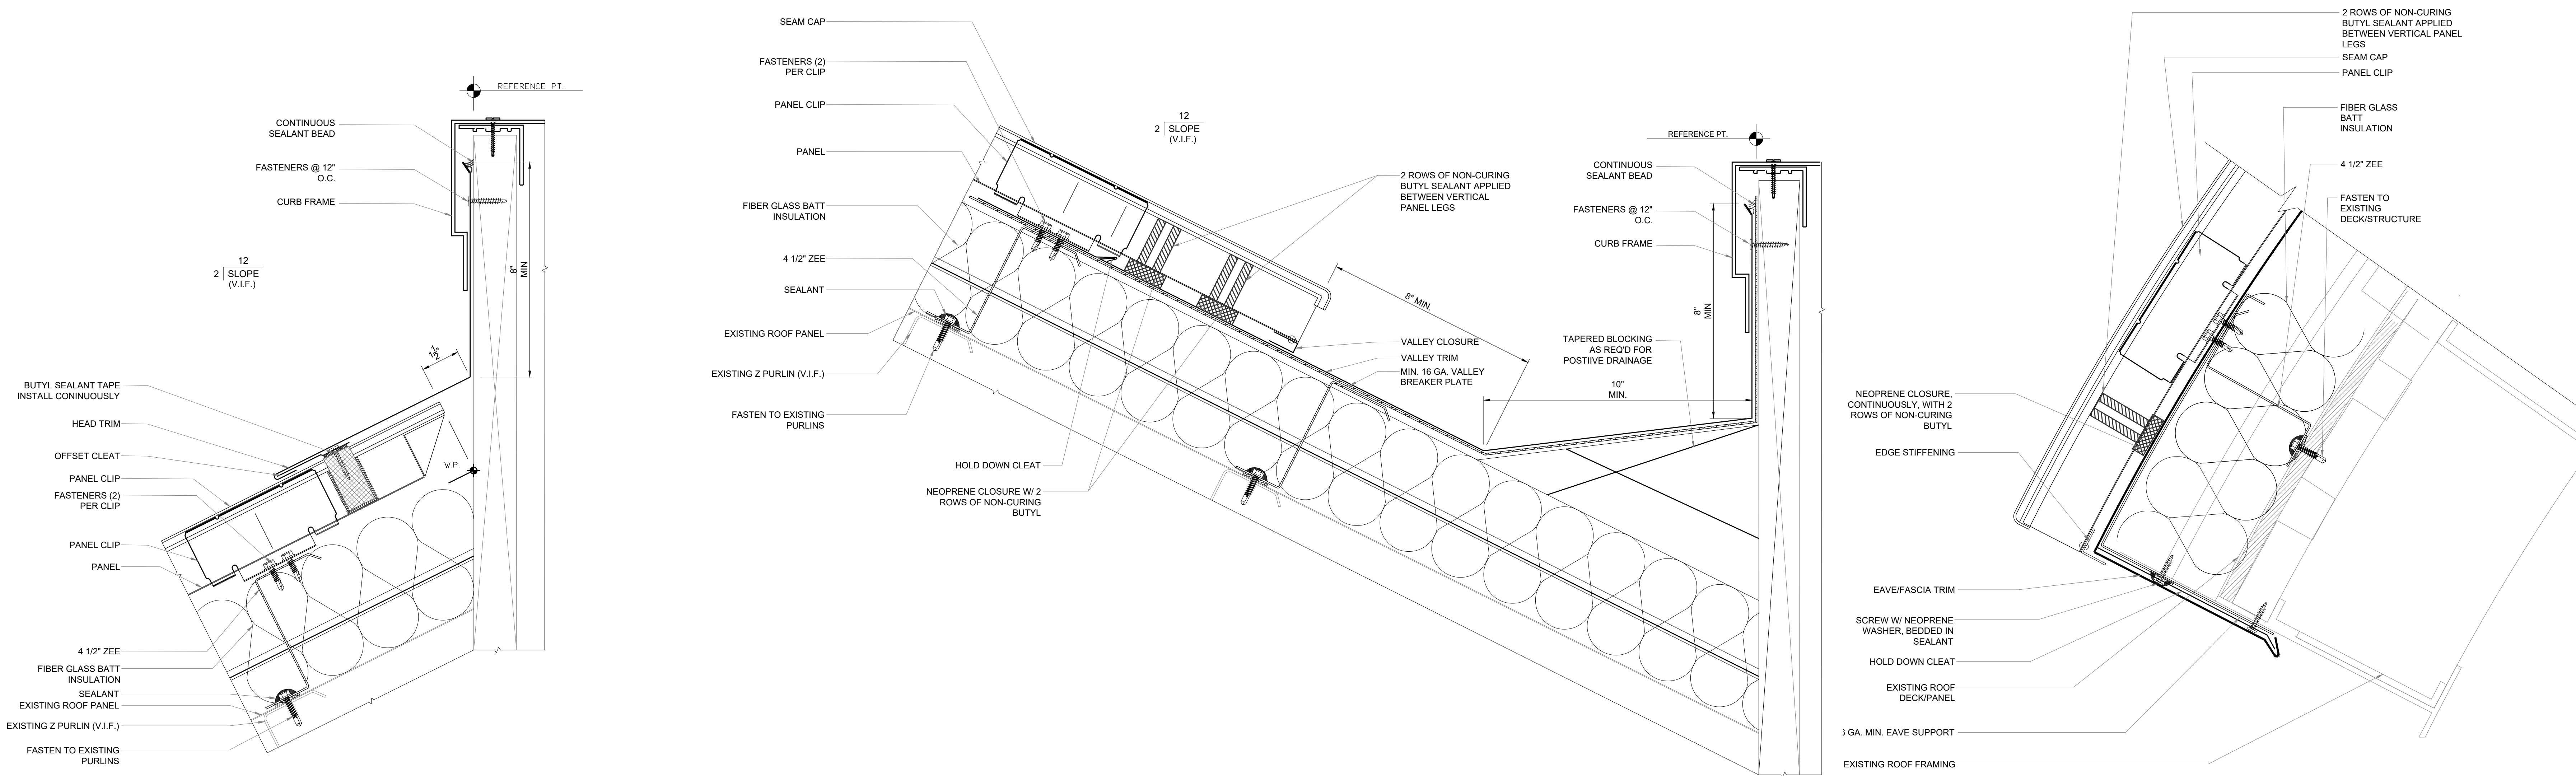 REFERENCE PT.
CONTINUOUS
SEALANT BEAD
FASTENERS @ 12"
O.C.
CURB FRAME
12
2 SLOPE
(V.I.F.)
8"
MIN
1 1/2"
BUTYL SEALANT TAPE
INSTALL CONINUOUSLY
HEAD TRIM
OFFSET CLEAT
W.P.
PANEL CLIP
FASTENERS (2)
PER CLIP
PANEL CLIP
PANEL
4 1/2" ZEE
FIBER GLASS BATT
INSULATION
SEALANT
EXISTING ROOF PANEL
EXISTING Z PURLIN (V.I.F.)
FASTEN TO EXISTING
PURLINS
SEAM CAP
FASTENERS (2)
PER CLIP
PANEL CLIP
PANEL
FIBER GLASS BATT
INSULATION
4 1/2" ZEE
SEALANT
EXISTING ROOF PANEL
EXISTING Z PURLIN (V.I.F.)
FASTEN TO EXISTING
PURLINS
HOLD DOWN CLEAT
NEOPRENE CLOSURE W/ 2
ROWS OF NON-CURING
BUTYL
12
2 SLOPE
(V.I.F.)
2 ROWS OF NON-CURING
BUTYL SEALANT APPLIED
BETWEEN VERTICAL
PANEL LEGS
8" MIN.
VALLEY CLOSURE
VALLEY TRIM
MIN. 16 GA. VALLEY
BREAKER PLATE
REFERENCE PT.
CONTINUOUS
SEALANT BEAD
FASTENERS @ 12"
O.C.
CURB FRAME
8"
MIN
TAPERED BLOCKING
AS REQ'D FOR
POSTIIVE DRAINAGE
10"
MIN.
2 ROWS OF NON-CURING
BUTYL SEALANT APPLIED
BETWEEN VERTICAL PANEL
LEGS
SEAM CAP
PANEL CLIP
FIBER GLASS
BATT
INSULATION
4 1/2" ZEE
FASTEN TO
EXISTING
DECK/STRUCTURE
NEOPRENE CLOSURE,
CONTINUOUSLY, WITH 2
ROWS OF NON-CURING
BUTYL
EDGE STIFFENING
EAVE/FASCIA TRIM
SCREW W/ NEOPRENE
WASHER, BEDDED IN
SEALANT
HOLD DOWN CLEAT
EXISTING ROOF
DECK/PANEL
GA. MIN. EAVE SUPPORT
EXISTING ROOF FRAMING